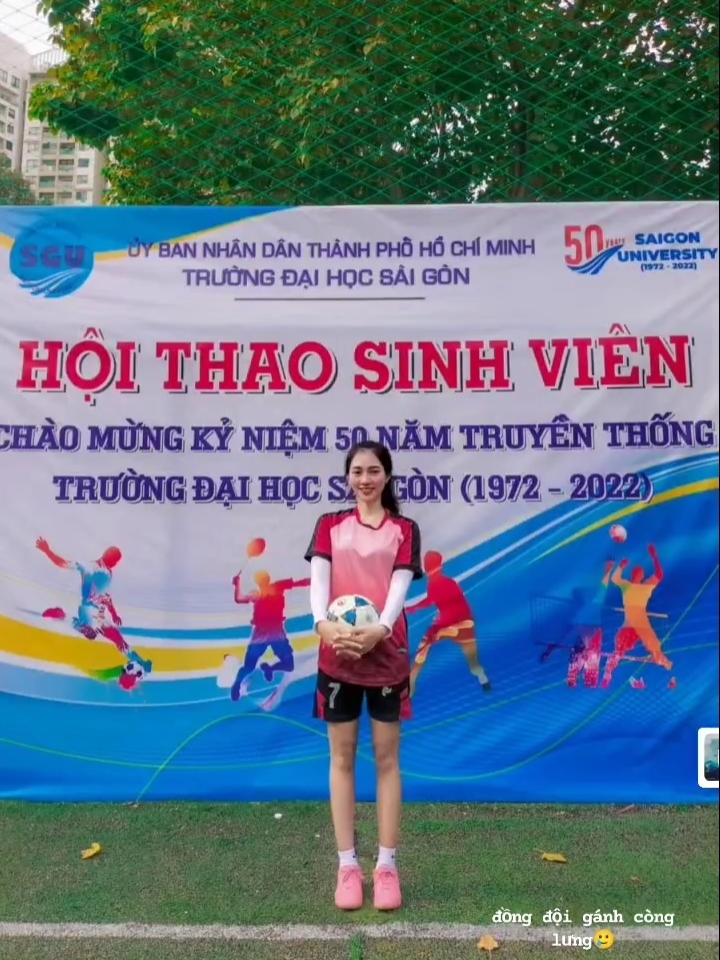 SGU
ỦY BAN NHÂN DÂN THÀNH PHỐ HỒ CHÍ MINH
TRƯỜNG ĐẠI HỌC SÀI GÒN
50 years
SAIGON
UNIVERSITY
(1972 - 2022)
HỘI THAO SINH VIÊN
CHÀO MỪNG KỶ NIỆM 50 NĂM TRUYỀN THỐNG
TRƯỜNG ĐẠI HỌC SÀI GÒN (1972 - 2022)
7
đồng đội gánh còng
lưng🥲